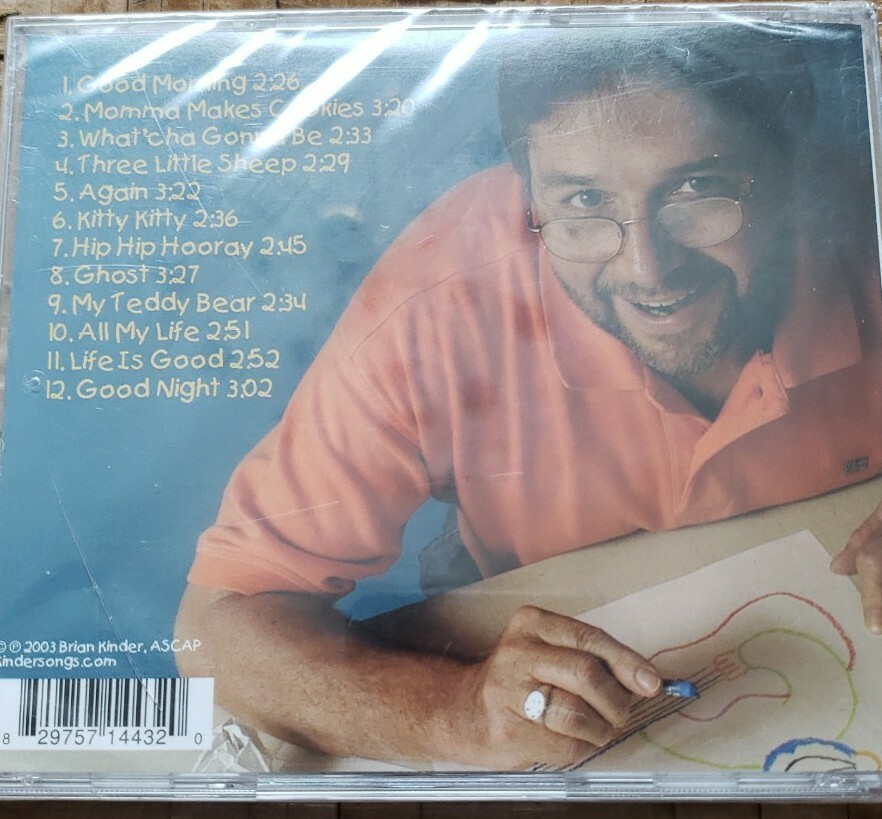 1. Good Morning 2:26
2. Momma Makes Cookies 3:20
3. What'cha Gonna Be 2:33
4. Three Little Sheep 2:29
5. Again 3:22
6. Kitty Kitty 2:36
7. Hip Hip Hooray 2:45
8. Ghost 3:27
9. My Teddy Bear 2:34
10. All My Life 2:51
11. Life Is Good 2:52
12. Good Night 3:02
© ℗ 2003 Brian Kinder, ASCAP
kindersongs.com
8 29757 14432 0